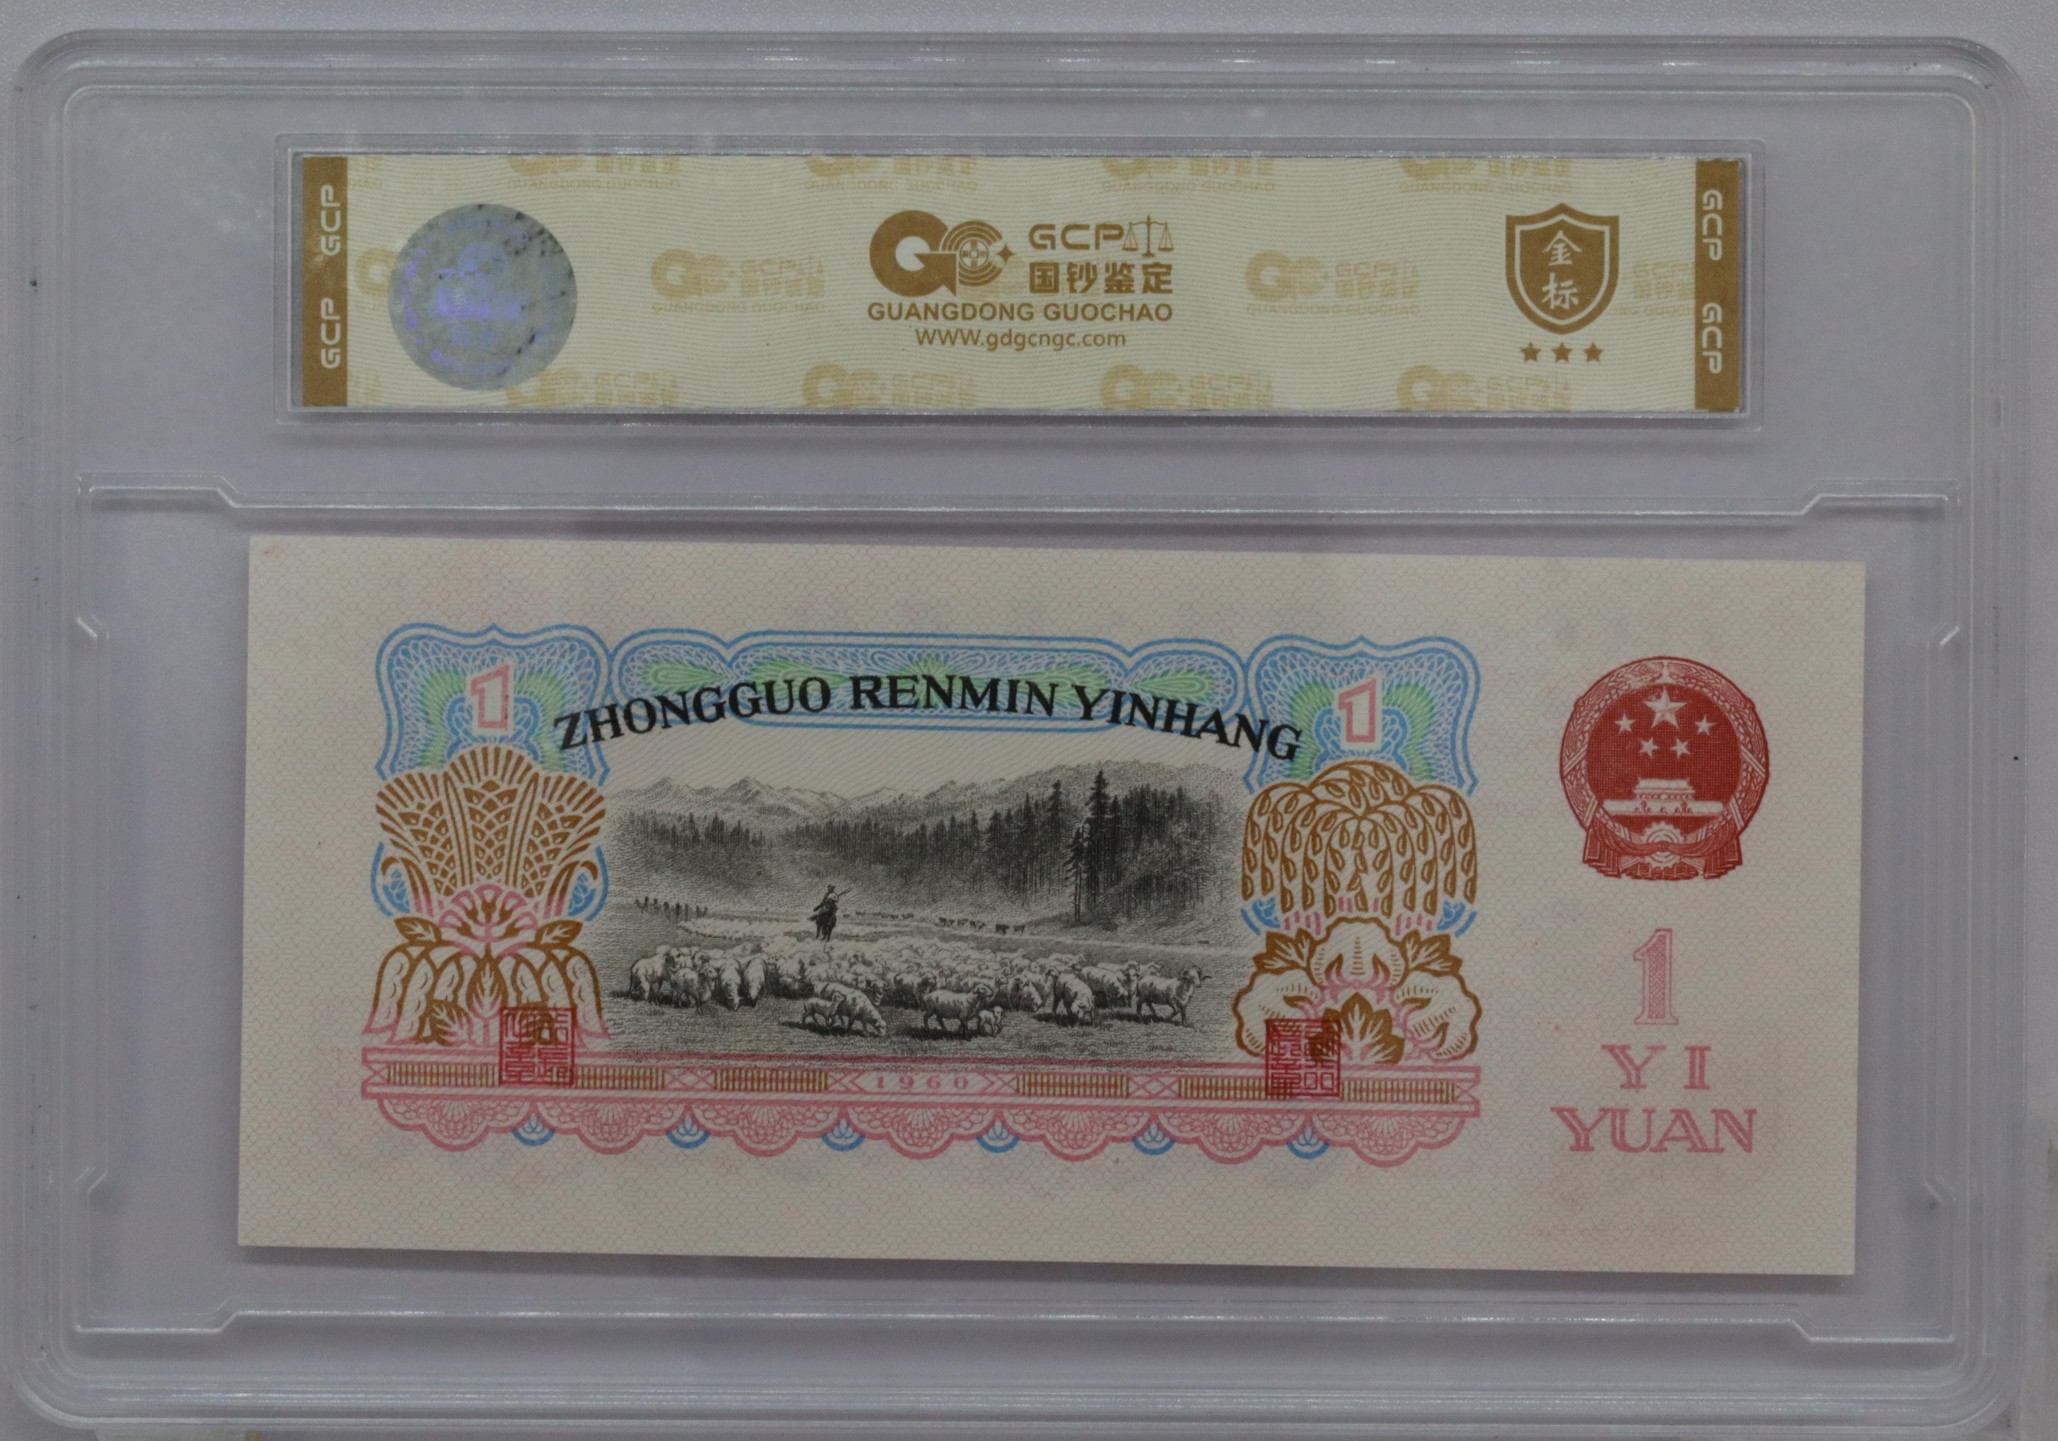 GCP GCP
GCP
国钞鉴定
GUANGDONG GUOCHAO
WWW.gdgcngc.com
金
标
GCP GCP
1
1
ZHONGGUO RENMIN YINHANG
1960
1
YI
YUAN